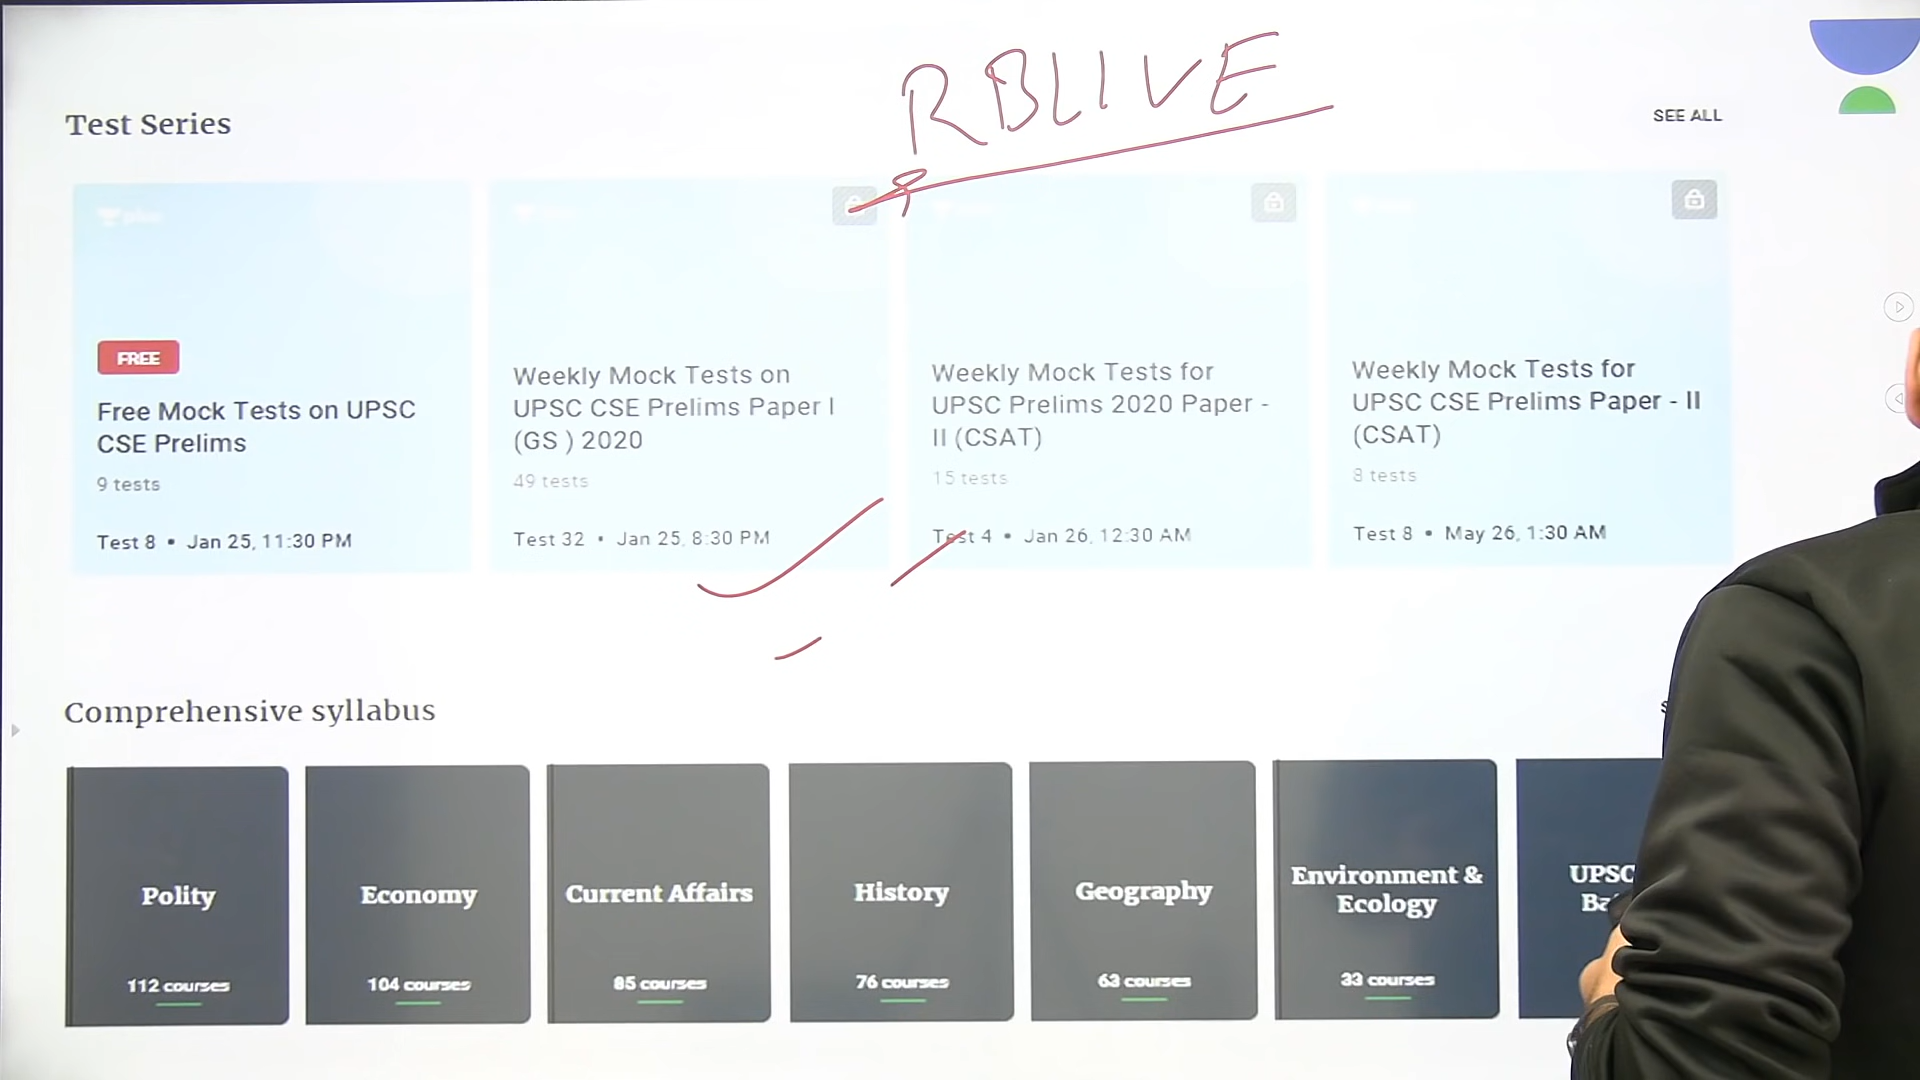 RBLIVE
Test Series
SEE ALL
plus
FREE
Free Mock Tests on UPSC
CSE Prelims
9 tests
Test 8 • Jan 25, 11:30 PM
Weekly Mock Tests on
UPSC CSE Prelims Paper I
(GS ) 2020
49 tests
Test 32 • Jan 25, 8:30 PM
Weekly Mock Tests for
UPSC Prelims 2020 Paper -
II (CSAT)
15 tests
Test 4 • Jan 26, 12:30 AM
Weekly Mock Tests for
UPSC CSE Prelims Paper - II
(CSAT)
8 tests
Test 8 • May 26, 1:30 AM
Comprehensive syllabus
Polity
112 courses
Economy
104 courses
Current Affairs
85 courses
History
76 courses
Geography
63 courses
Environment &
Ecology
33 courses
UPSC